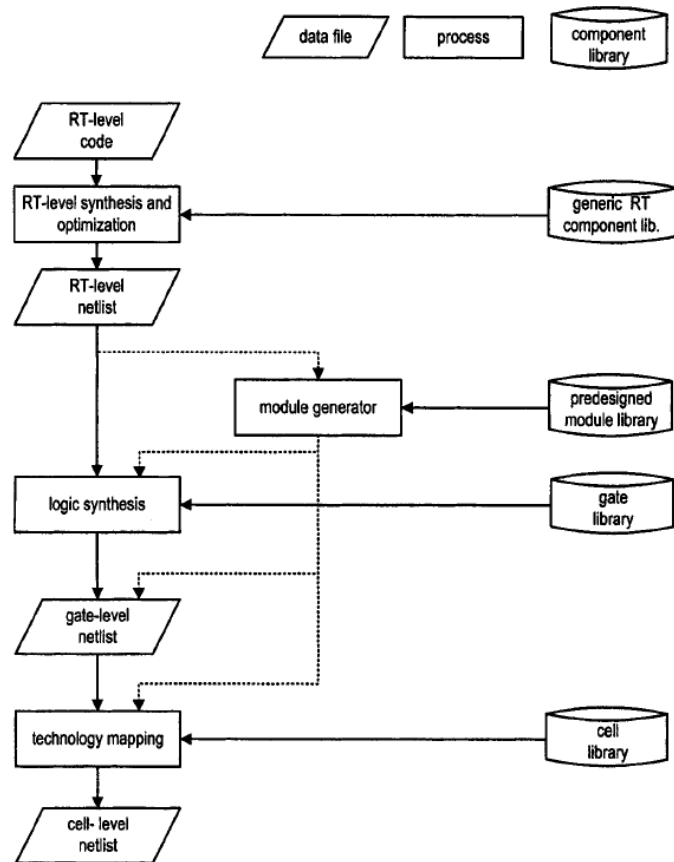 data file
process
component
library
RT-level
code
RT-level synthesis and
optimization
generic RT
component lib.
RT-level
netlist
module generator
predesigned
module library
logic synthesis
gate
library
gate-level
netlist
technology mapping
cell
library
cell- level
netlist